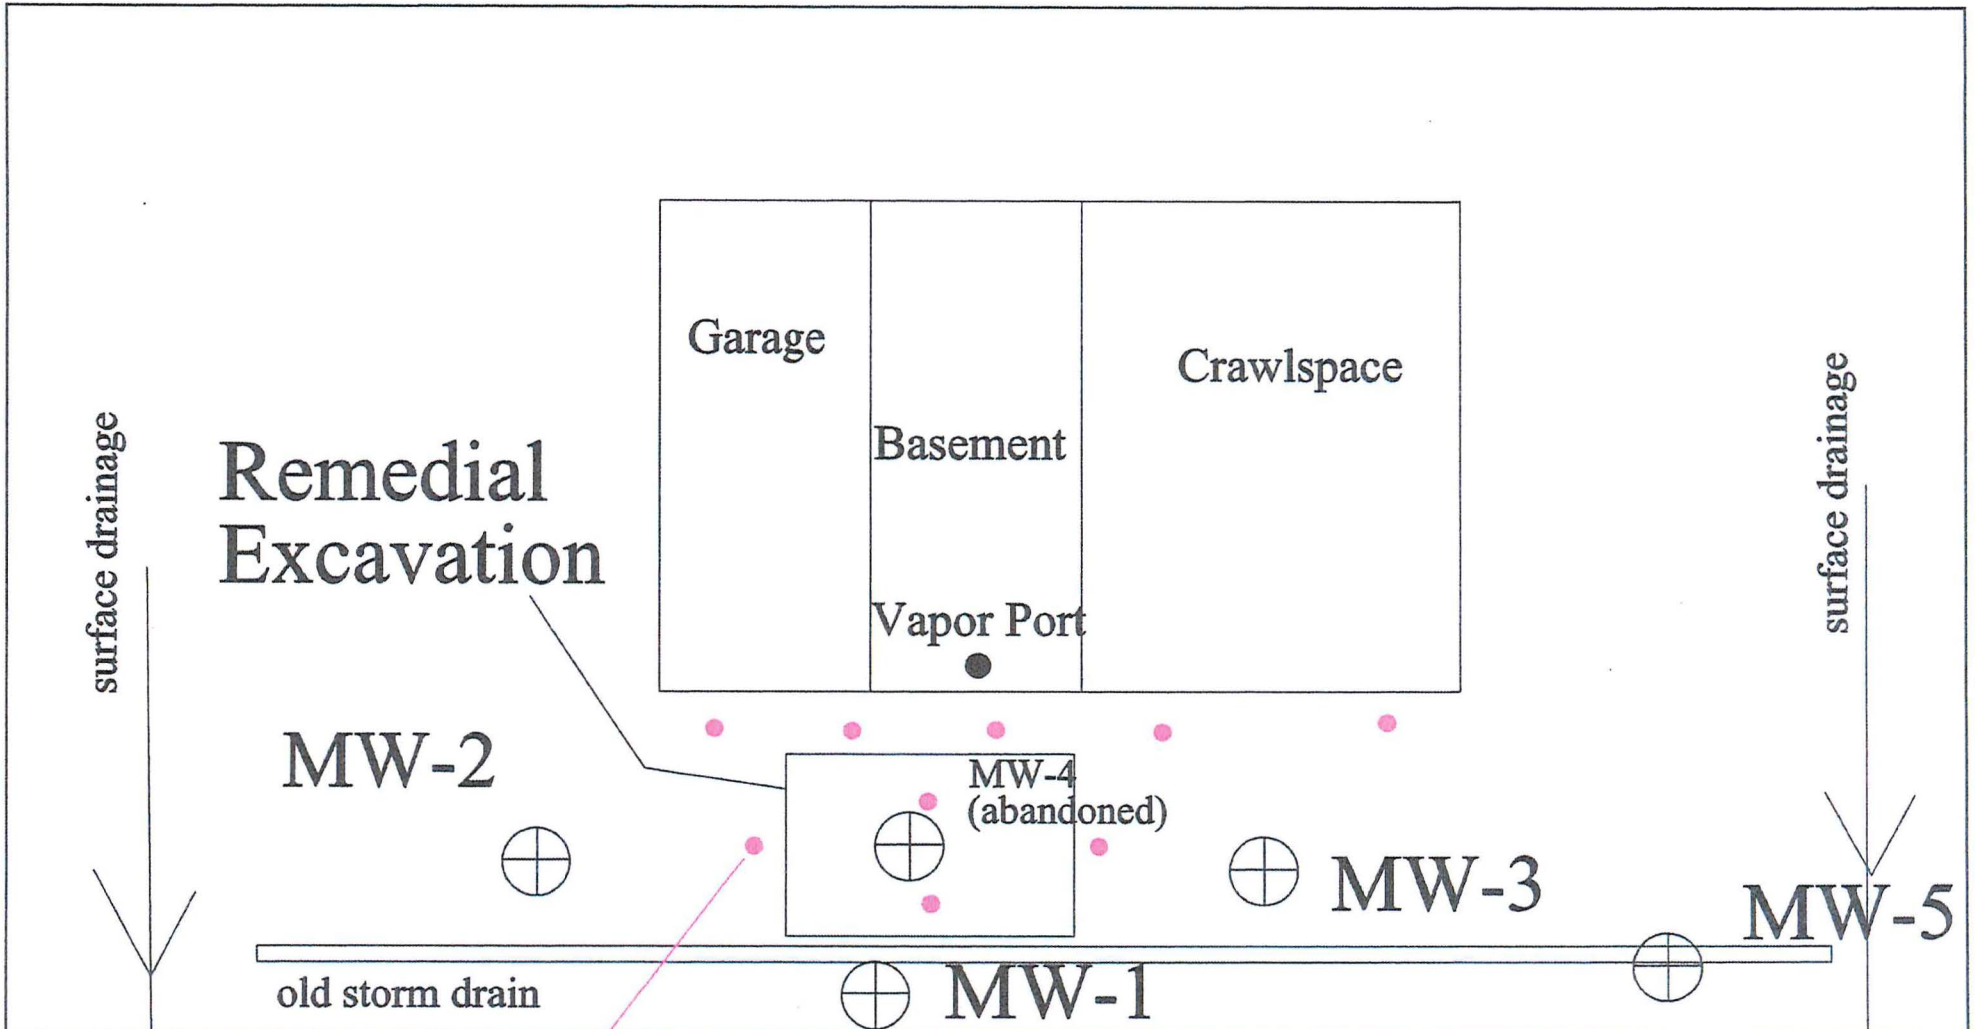 Garage
Crawlspace
Basement
Vapor Port
surface drainage
surface drainage
Remedial
Excavation
MW-2
MW-4
(abandoned)
MW-3
MW-5
old storm drain
MW-1